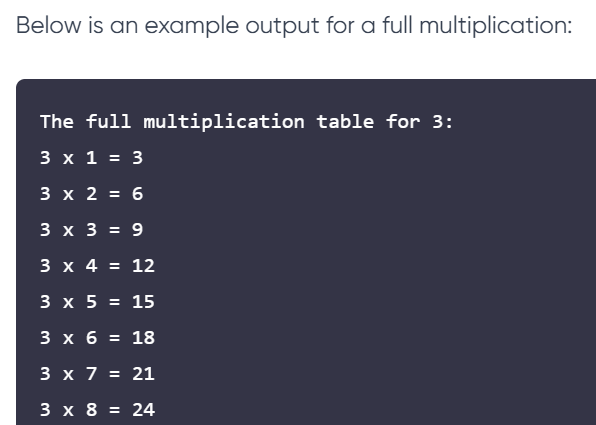 Below is an example output for a full multiplication:
The full multiplication table for 3:
3 x 1 = 3
3 x 2 = 6
3 x 3 = 9
3 x 4 = 12
3 x 5 = 15
3 x 6 = 18
3 x 7 = 21
3 x 8 = 24